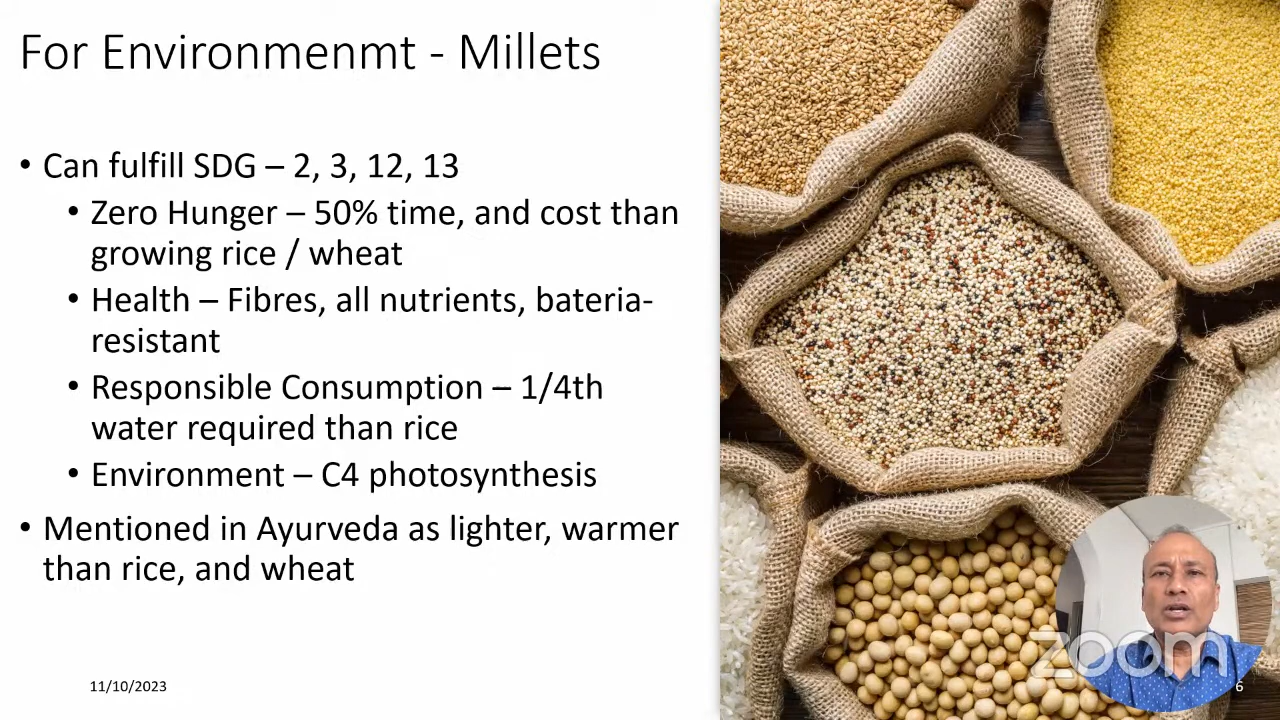 For Environmenmt - Millets
• Can fulfill SDG – 2, 3, 12, 13
• Zero Hunger – 50% time, and cost than
growing rice / wheat
• Health – Fibres, all nutrients, bateria-
resistant
• Responsible Consumption – 1/4th
water required than rice
• Environment – C4 photosynthesis
• Mentioned in Ayurveda as lighter, warmer
than rice, and wheat
zoom
11/10/2023
6